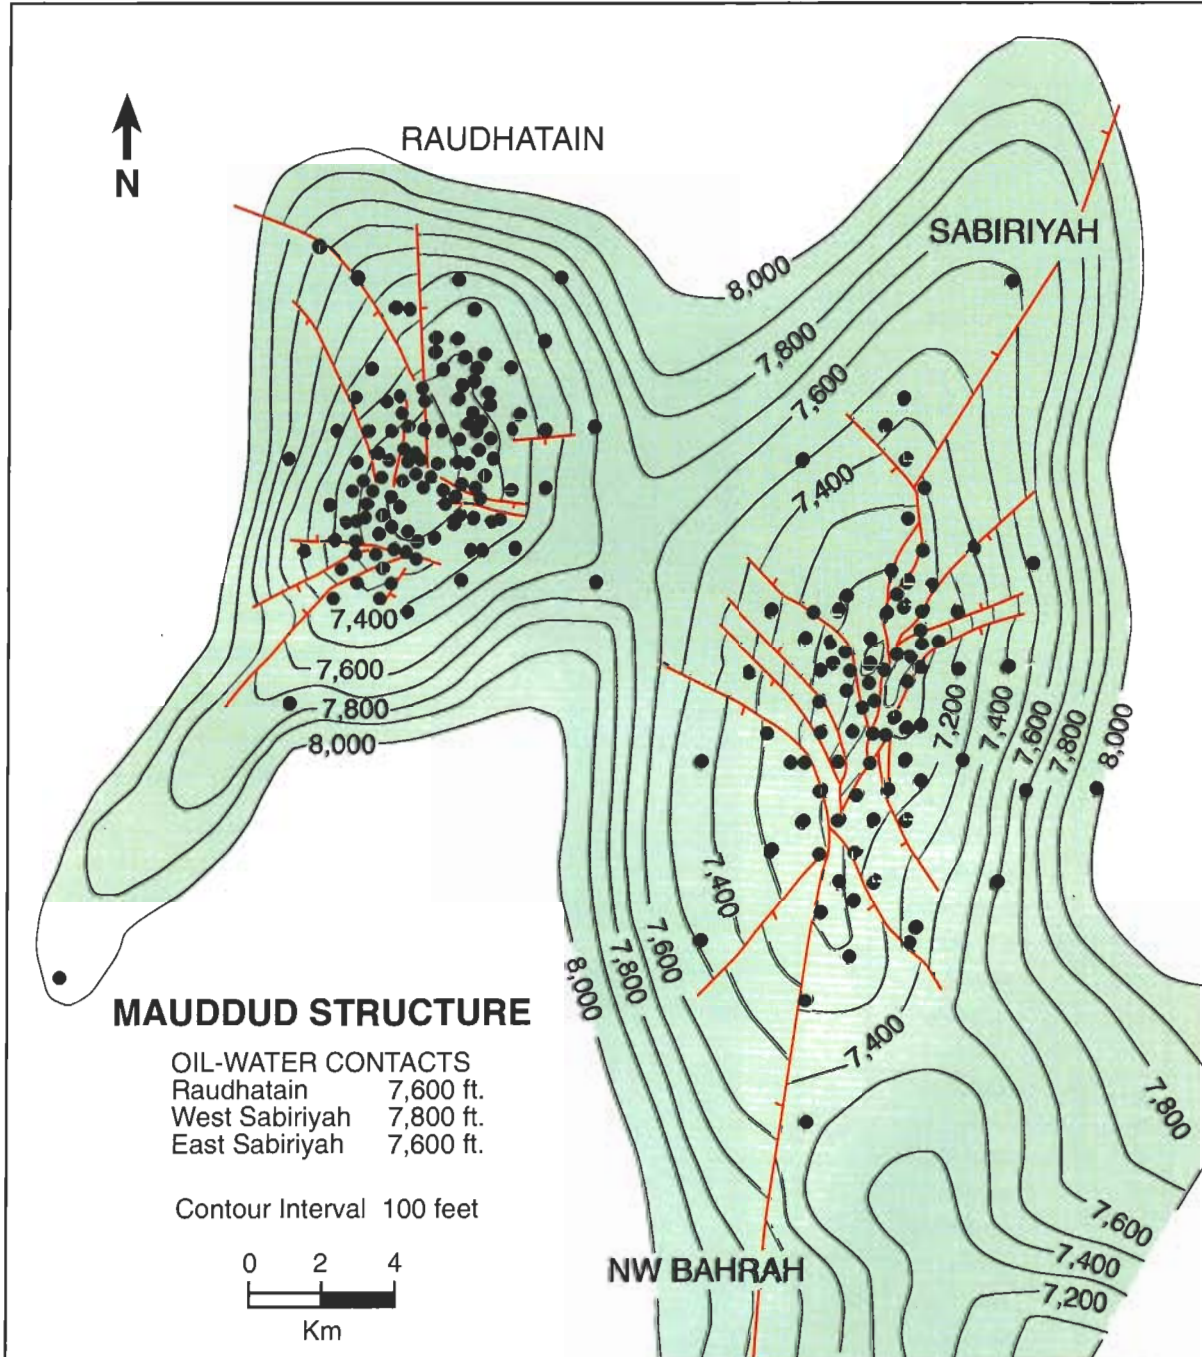 RAUDHATAIN
N
SABIRIYAH
8,000
7,800
7,600
7,400
7,400
7,600
7,800
8,000
7,200
7,400
7,600
7,800
8,000
7,400
7,600
7,800
8,000
7,400
7,800
7,600
7,400
7,200
NW BAHRAH
MAUDDUD STRUCTURE
OIL-WATER CONTACTS
Raudhatain 7,600 ft.
West Sabiriyah 7,800 ft.
East Sabiriyah 7,600 ft.
Contour Interval 100 feet
0 2 4
Km